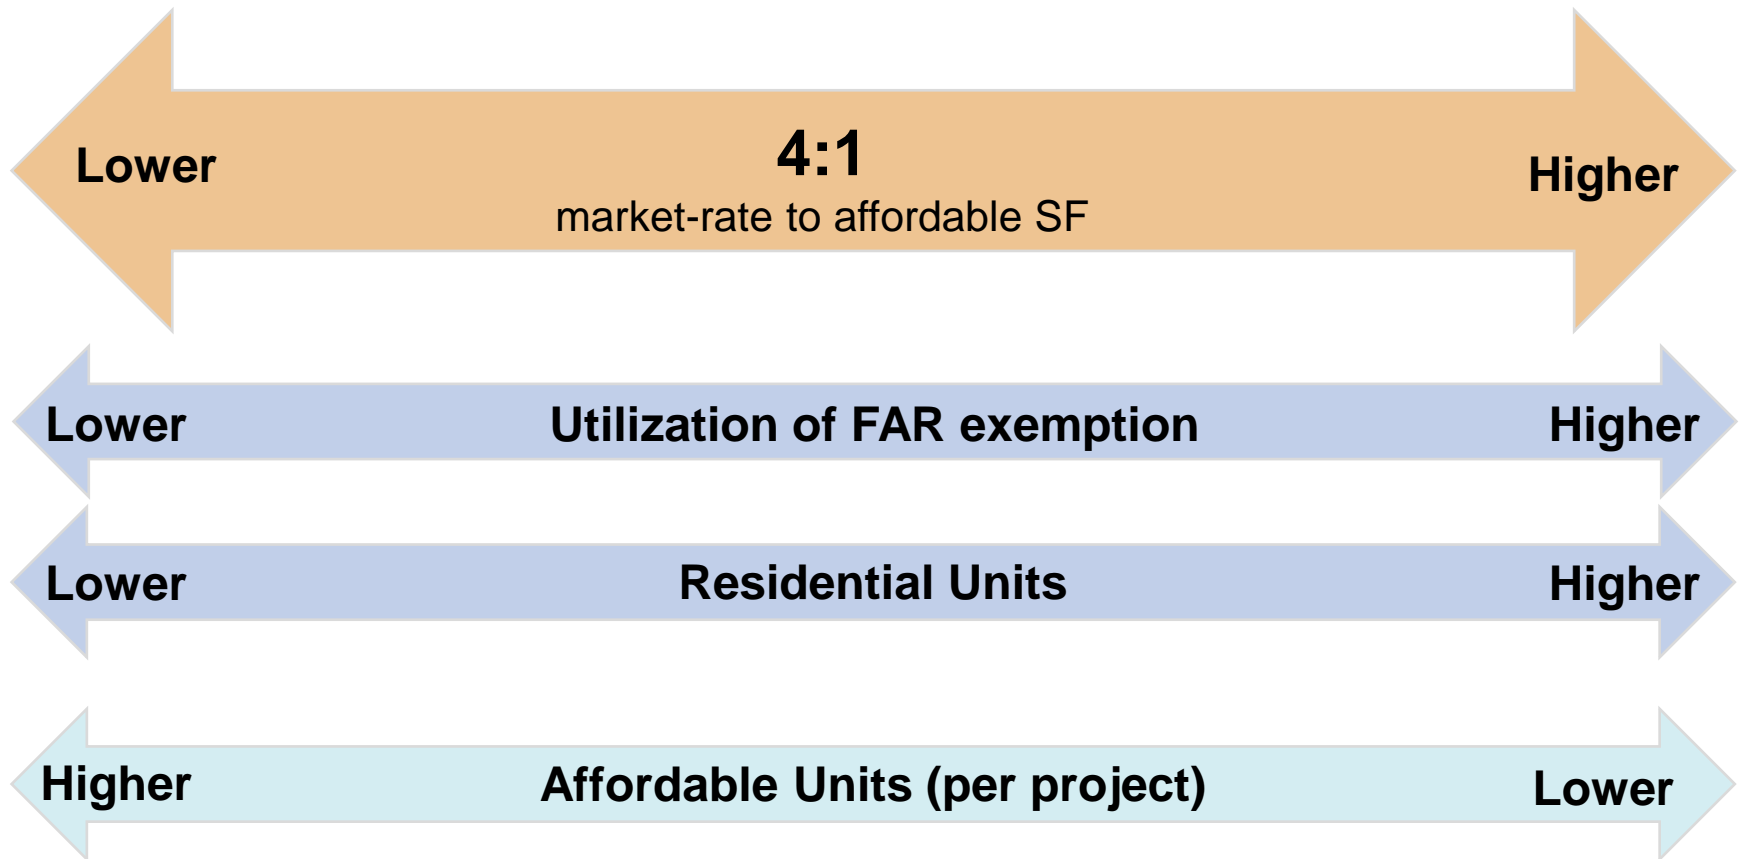 4:1
Lower
Higher
market-rate to affordable SF
Lower Utilization of FAR exemption Higher
Lower Residential Units Higher
Higher Affordable Units (per project) Lower